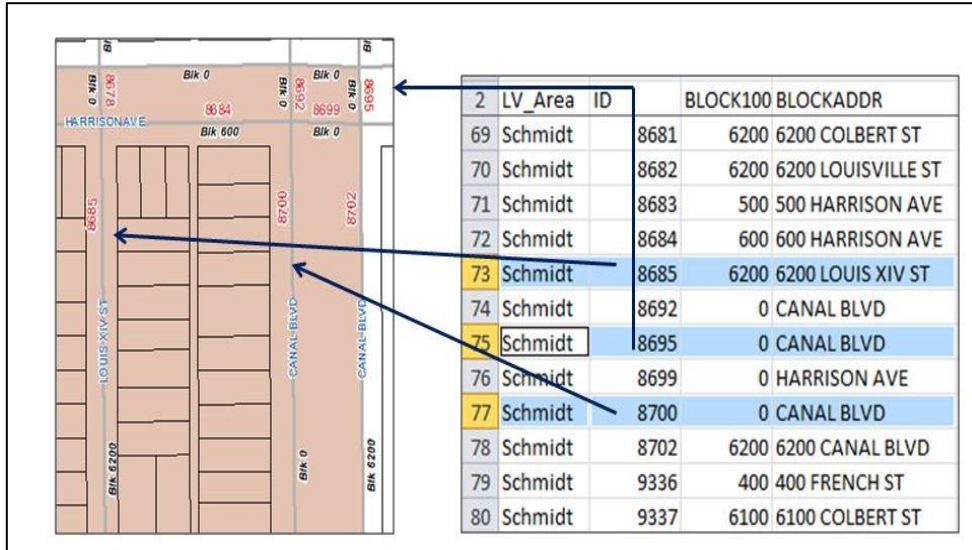 Bl
Bl
Blk 0
Blk 0
Blk 0
8678
Blk 0
8692
Blk 0
8695
8684
8699
HARRISON AVE
Blk 600
Blk 0
8685
8700
8702
LOUIS XIV ST
CANAL BLVD
CANAL BLVD
Blk 6200
Blk 0
Blk 6200
2 LV_Area ID BLOCK100 BLOCKADDR
69 Schmidt 8681 6200 6200 COLBERT ST
70 Schmidt 8682 6200 6200 LOUISVILLE ST
71 Schmidt 8683 500 500 HARRISON AVE
72 Schmidt 8684 600 600 HARRISON AVE
73 Schmidt 8685 6200 6200 LOUIS XIV ST
74 Schmidt 8692 0 CANAL BLVD
75 Schmidt 8695 0 CANAL BLVD
76 Schmidt 8699 0 HARRISON AVE
77 Schmidt 8700 0 CANAL BLVD
78 Schmidt 8702 6200 6200 CANAL BLVD
79 Schmidt 9336 400 400 FRENCH ST
80 Schmidt 9337 6100 6100 COLBERT ST